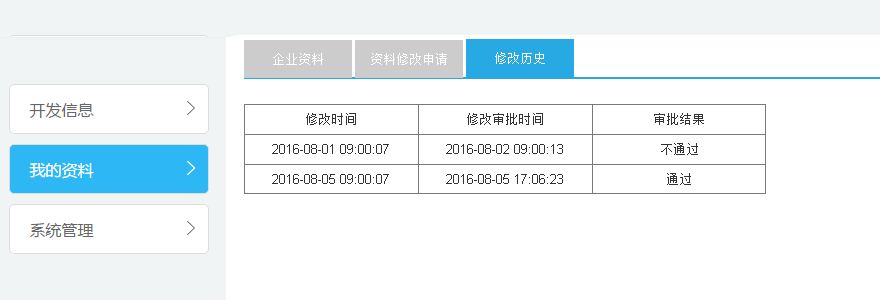 企业资料 资料修改申请 修改历史
开发信息
我的资料
系统管理
修改时间 修改审批时间 审批结果
2016-08-01 09:00:07 2016-08-02 09:00:13 不通过
2016-08-05 09:00:07 2016-08-05 17:06:23 通过